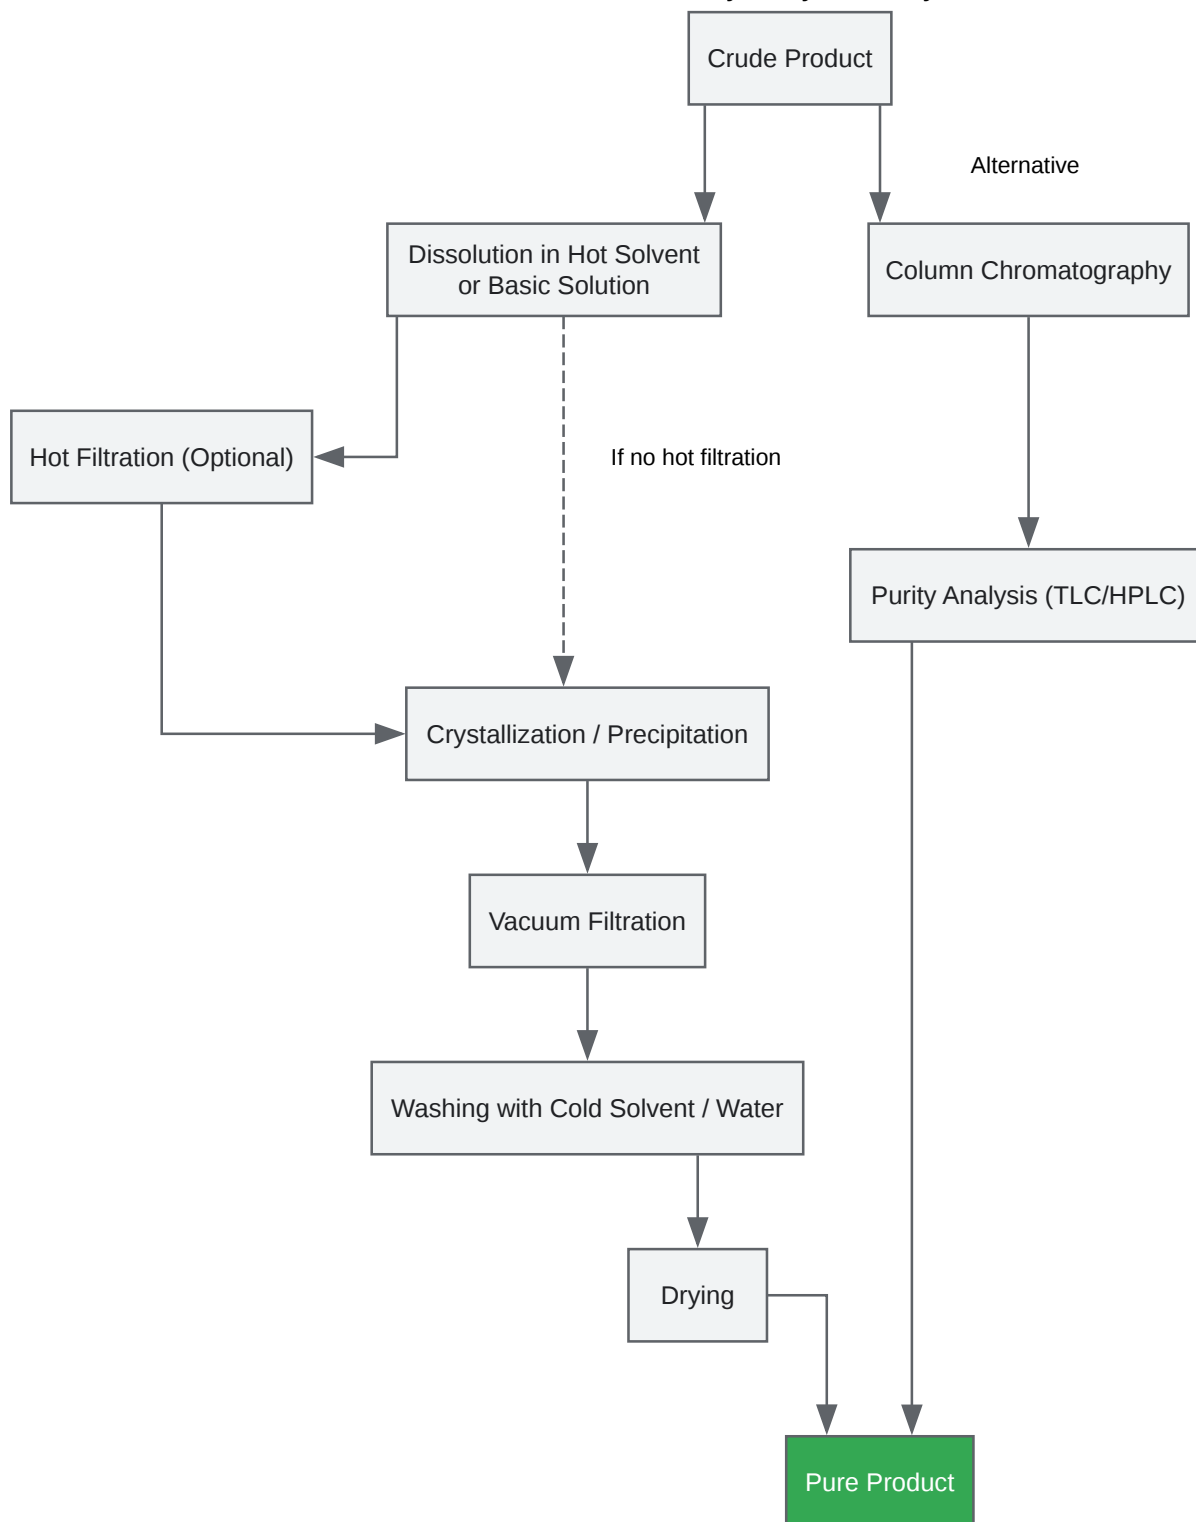 Crude Product
Alternative
Dissolution in Hot Solvent
or Basic Solution
Column Chromatography
Hot Filtration (Optional)
If no hot filtration
Purity Analysis (TLC/HPLC)
Crystallization / Precipitation
Vacuum Filtration
Washing with Cold Solvent / Water
Drying
Pure Product